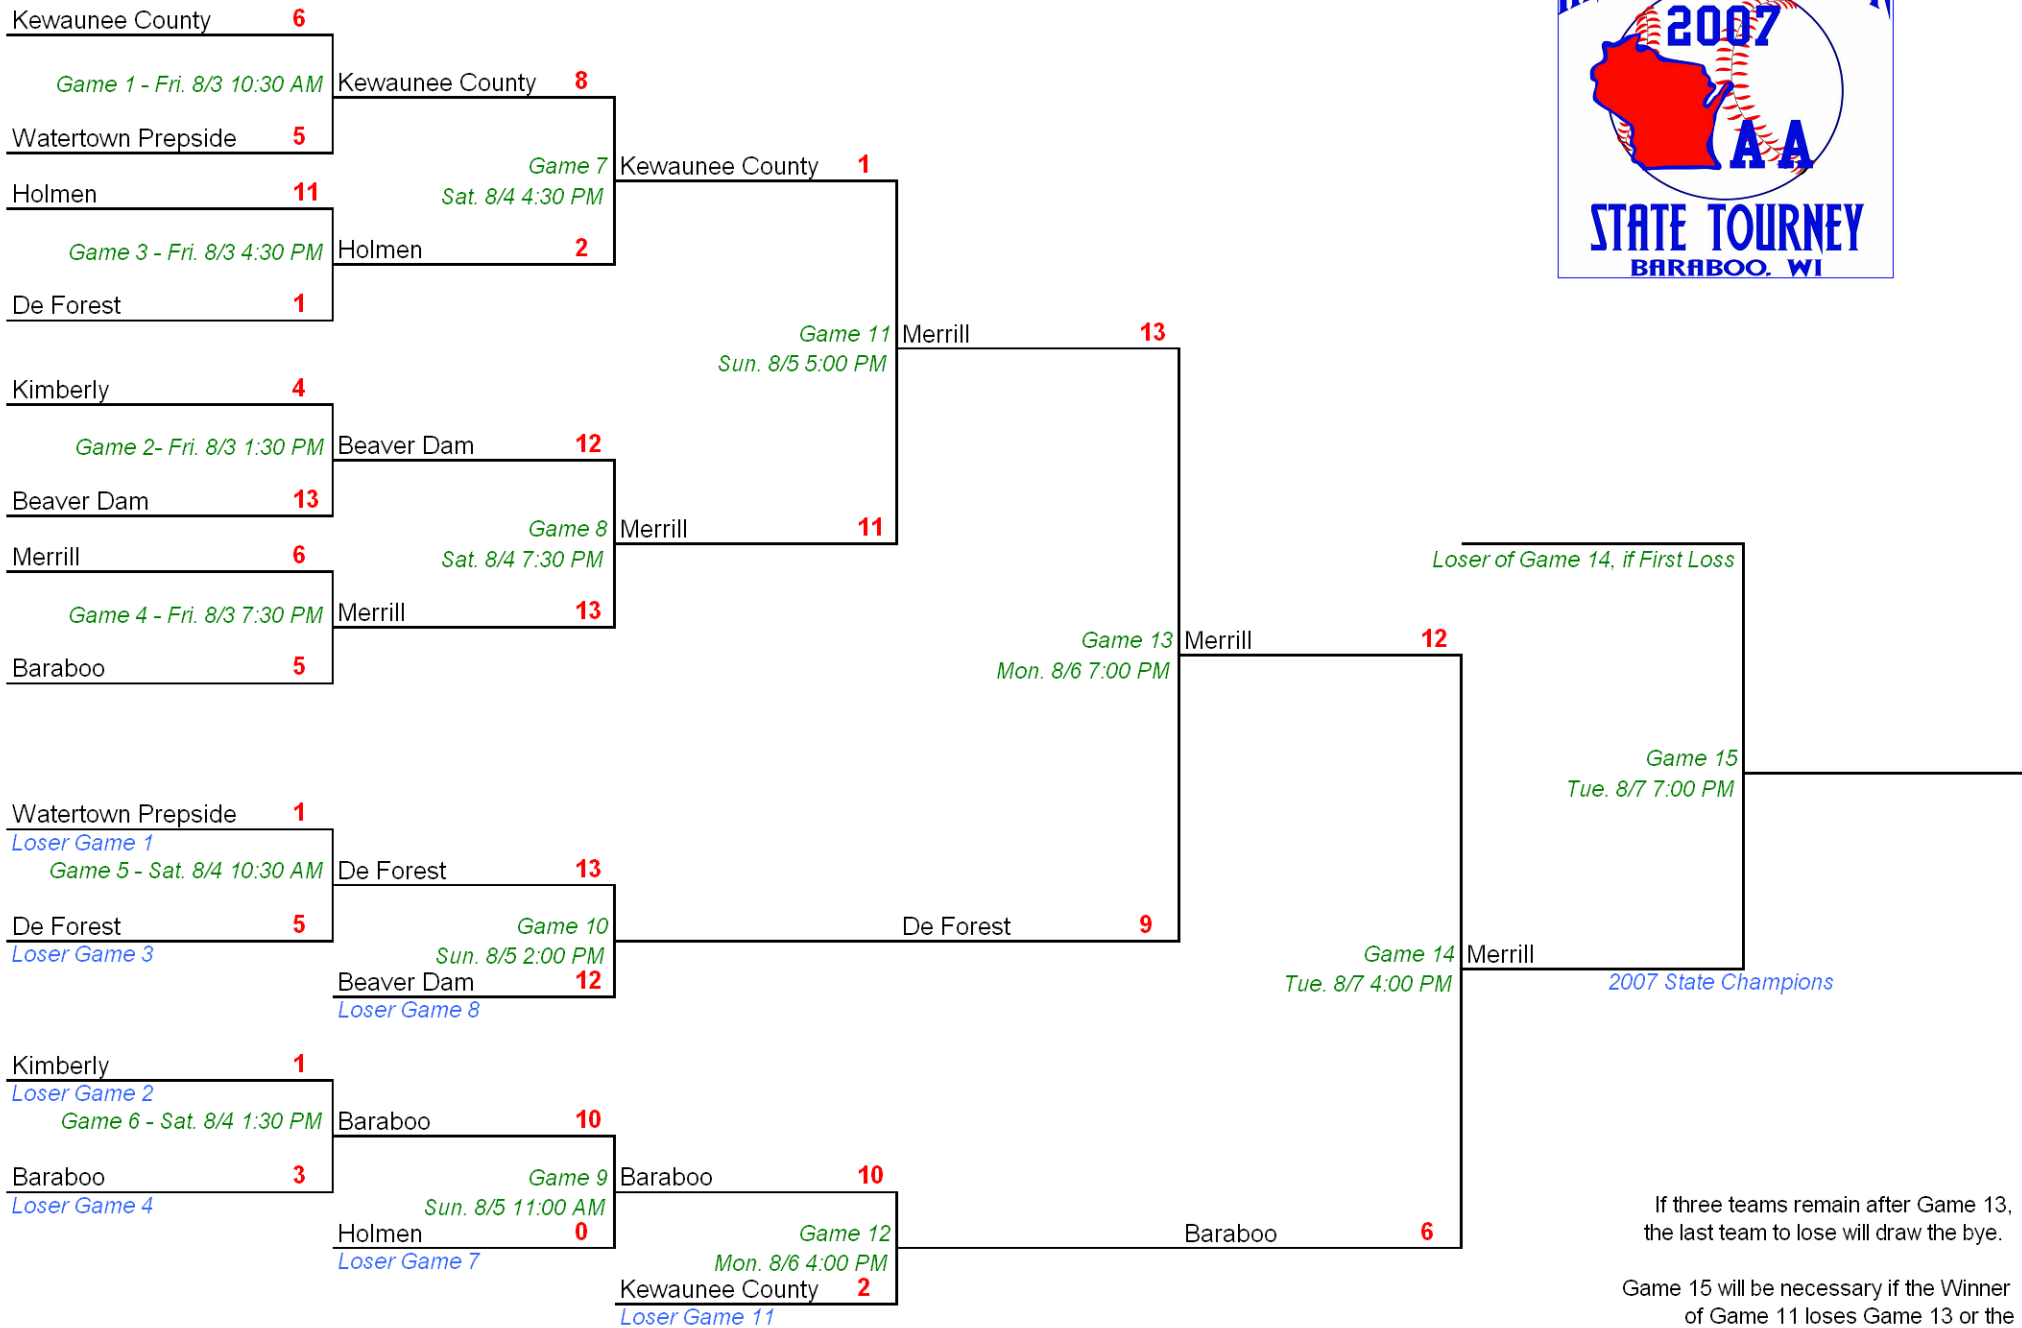 Kewaunee County 6
Game 1 - Fri. 8/3 10:30 AM
Watertown Prepside 5
Holmen 11
Game 3 - Fri. 8/3 4:30 PM
De Forest 1
Kimberly 4
Game 2- Fri. 8/3 1:30 PM
Beaver Dam 13
Merrill 6
Game 4 - Fri. 8/3 7:30 PM
Baraboo 5
Kewaunee County 8
Game 7
Sat. 8/4 4:30 PM
Holmen 2
Beaver Dam 12
Game 8
Sat. 8/4 7:30 PM
Merrill 13
Kewaunee County 1
Game 11
Sun. 8/5 5:00 PM
Merrill 11
Watertown Prepside 1
Loser Game 1
Game 5 - Sat. 8/4 10:30 AM
De Forest 5
Loser Game 3
De Forest 13
Game 10
Sun. 8/5 2:00 PM
Beaver Dam 12
Loser Game 8
Kimberly 1
Loser Game 2
Game 6 - Sat. 8/4 1:30 PM
Baraboo 3
Loser Game 4
Baraboo 10
Game 9
Sun. 8/5 11:00 AM
Holmen 0
Loser Game 7
Baraboo 10
Game 12
Mon. 8/6 4:00 PM
Kewaunee County 2
Loser Game 11
Merrill 13
Game 13
Mon. 8/6 7:00 PM
De Forest 9
Merrill 12
Game 14
Tue. 8/7 4:00 PM
Baraboo 6
Loser of Game 14, if First Loss
Game 15
Tue. 8/7 7:00 PM
Merrill
2007 State Champions
2007
AA
STATE TOURNEY
BARABOO, WI
If three teams remain after Game 13,
the last team to lose will draw the bye.
Game 15 will be necessary if the Winner
of Game 11 loses Game 13 or the